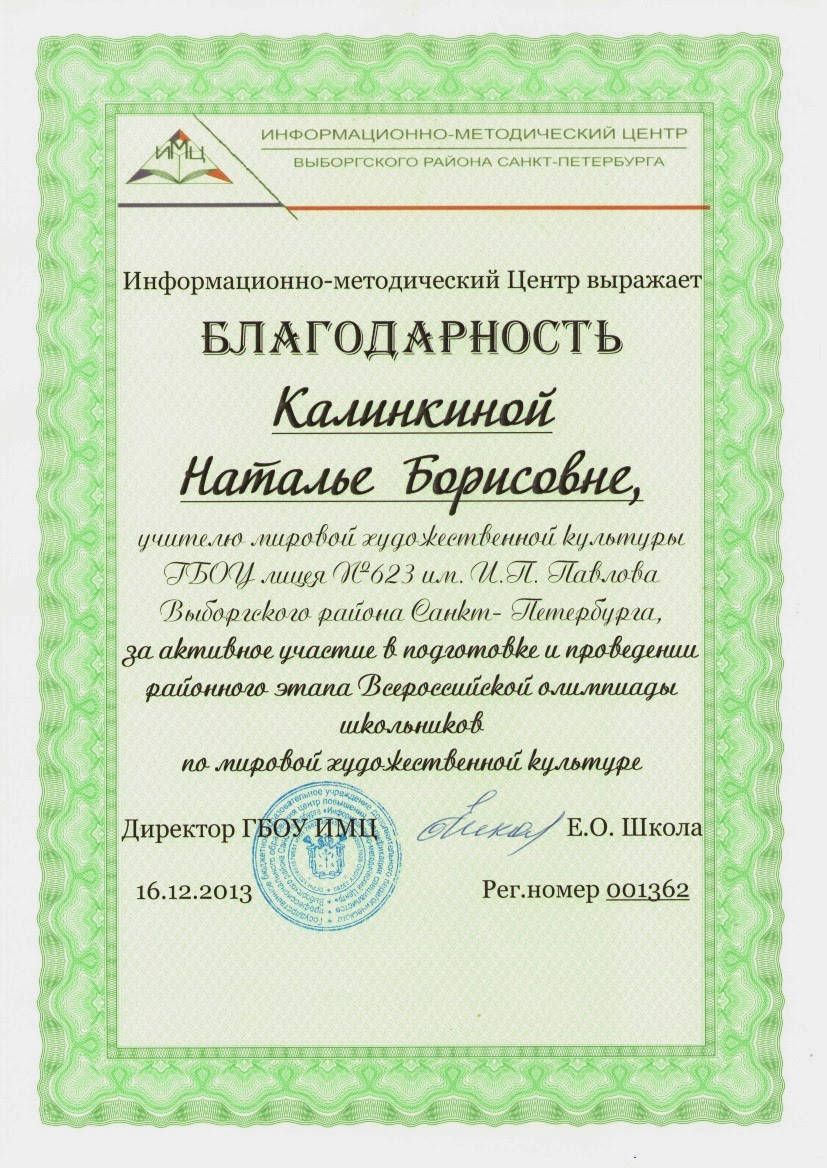 ИМЦ
ИНФОРМАЦИОННО-МЕТОДИЧЕСКИЙ ЦЕНТР
ВЫБОРГСКОГО РАЙОНА САНКТ-ПЕТЕРБУРГА
Информационно-методический Центр выражает
БЛАГОДАРНОСТЬ
Калинкиной
Наталье Борисовне,
учителю мировой художественной культуры
ГБОУ лицея №623 им. И.П. Павлова
Выборгского района Санкт- Петербурга,
за активное участие в подготовке и проведении
районного этапа Всероссийской олимпиады
школьников
по мировой художественной культуре
Директор ГБОУ ИМЦ Е.О. Школа
16.12.2013 Рег.номер 001362